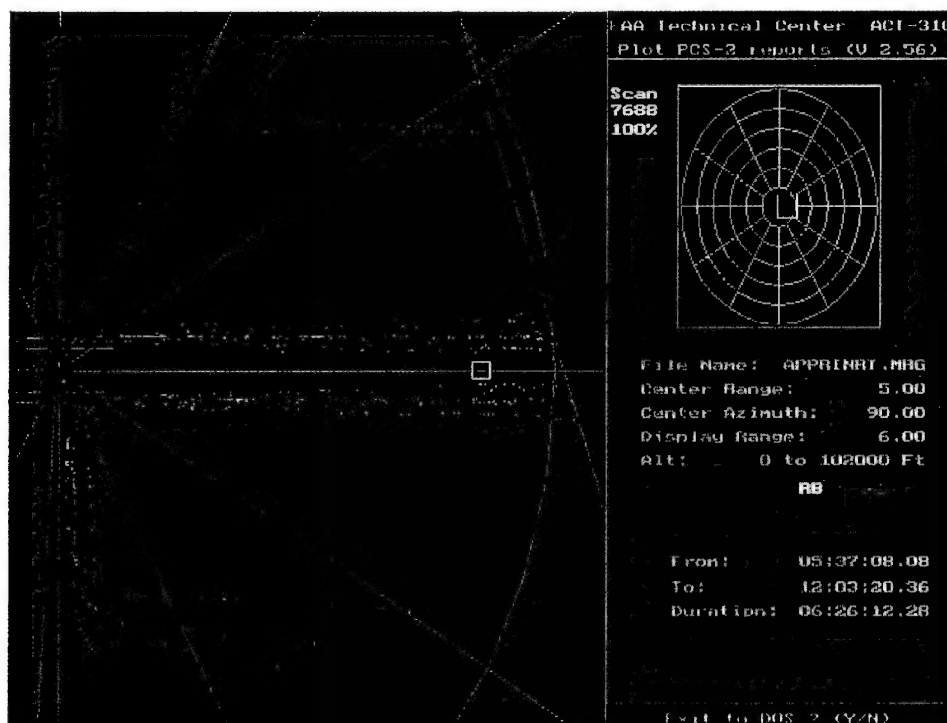 AA Technical Center ACT-310
Plot PCS-2 reports (V 2.56)
Scan
7688
100%
File Name: APPRINRT.MRG
Center Range: 5.00
Center Azimuth: 90.00
Display Range: 6.00
Alt: 0 to 102000 Ft
RB
From: 05:37:08.08
To: 12:03:20.36
Duration: 06:26:12.28
Exit to DOS ? (Y/N)